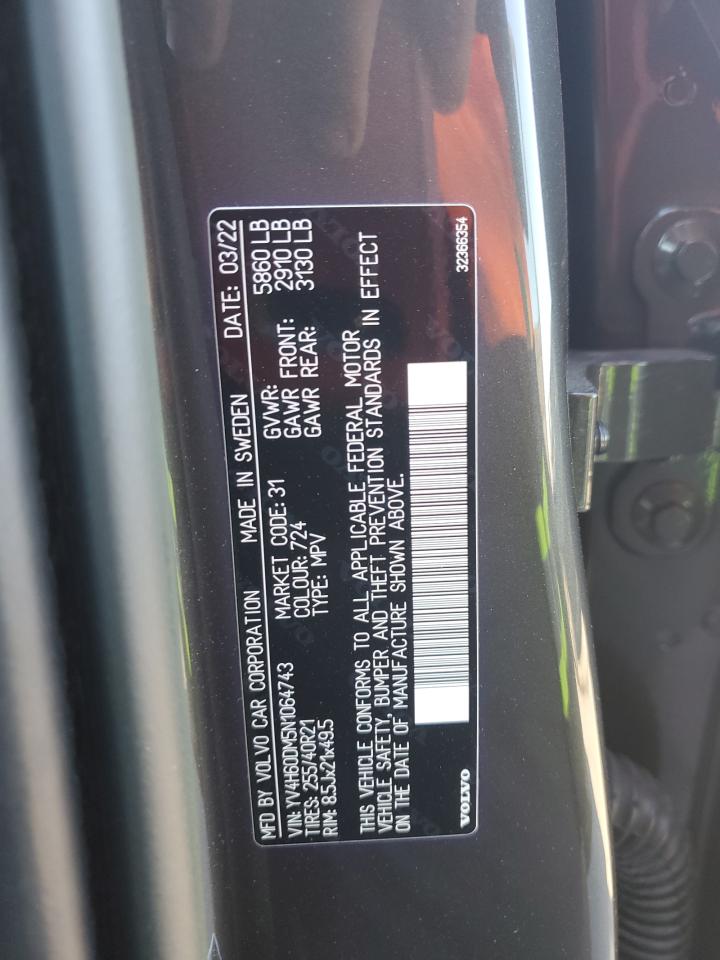 MFD BY VOLVO CAR CORPORATION MADE IN SWEDEN DATE: 03/22
VIN: YV4H60DM5N1064743 GVWR: 5860 LB
TIRES: 255/40R21 MARKET CODE: 31 GAWR FRONT: 2910 LB
RIM: 8.5Jx21x49.5 COLOUR: 724 GAWR REAR: 3130 LB
TYPE: MPV
THIS VEHICLE CONFORMS TO ALL APPLICABLE FEDERAL MOTOR
VEHICLE SAFETY, BUMPER AND THEFT PREVENTION STANDARDS IN EFFECT
ON THE DATE OF MANUFACTURE SHOWN ABOVE.
VOLVO 32366354